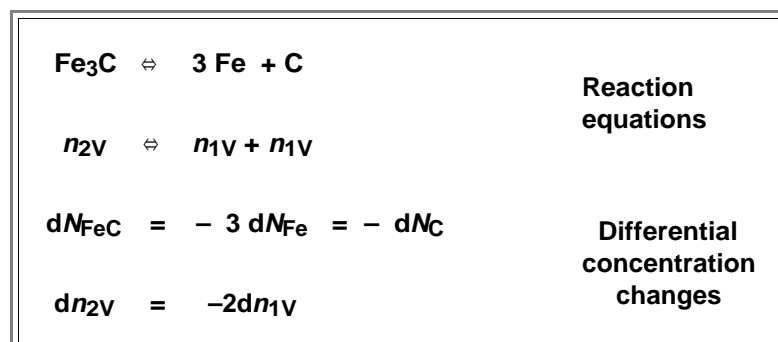 Fe3C ⇔ 3 Fe + C
Reaction
equations
n2V ⇔ n1V + n1V
dNFeC = – 3 dNFe = – dNC
Differential
concentration
changes
dn2V = –2dn1V